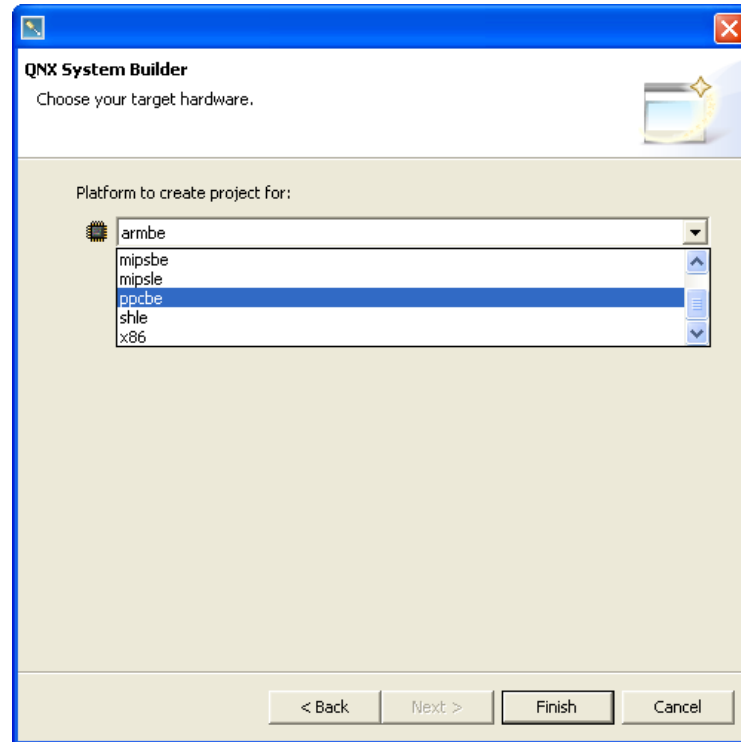 QNX System Builder
Choose your target hardware.
Platform to create project for:
armbe
mipsbe
mipsle
ppcbe
shle
x86
< Back
Next >
Finish
Cancel